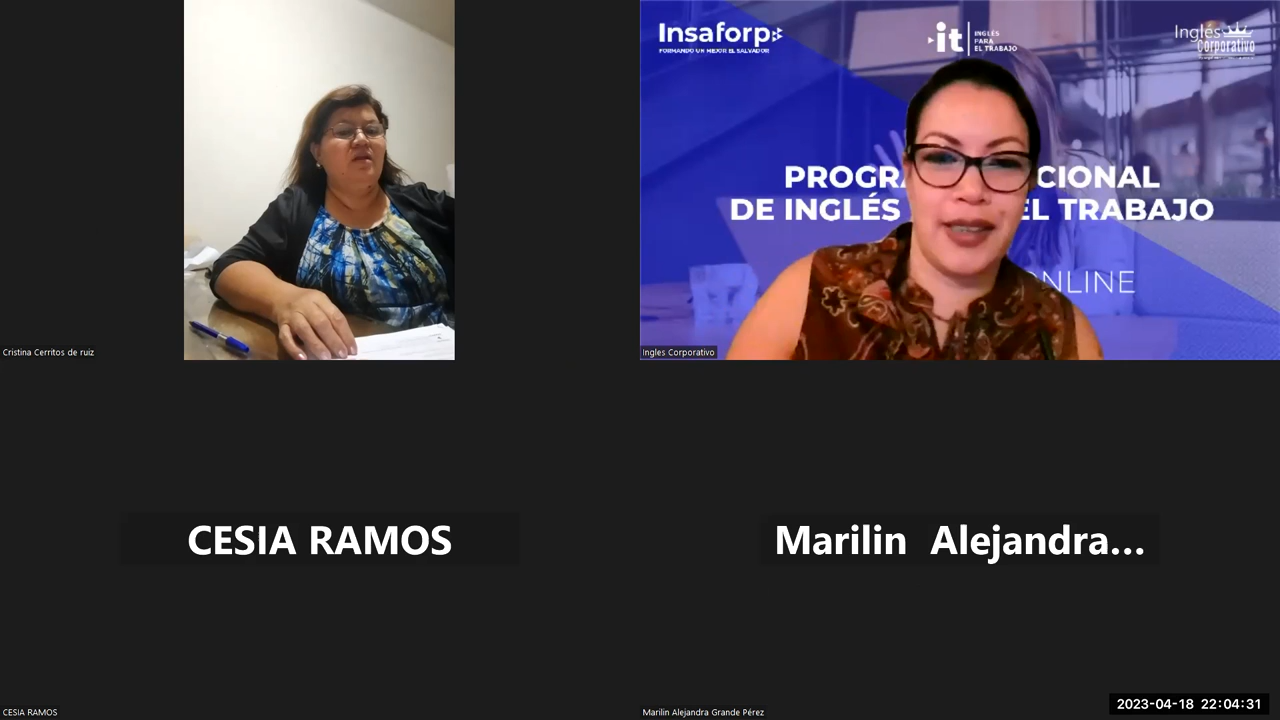 Insaforp
FORMANDO UN MEJOR EL SALVADOR
it
INGLÉS
PARA
EL TRABAJO
Inglés
Corporativo
PROGRA CIONAL
DE INGLÉS EL TRABAJO
ONLINE
Cristina Cerritos de ruiz
Ingles Corporativo
CESIA RAMOS
Marilin Alejandra...
CESIA RAMOS
Marilin Alejandra Grande Pérez
2023-04-18 22:04:31